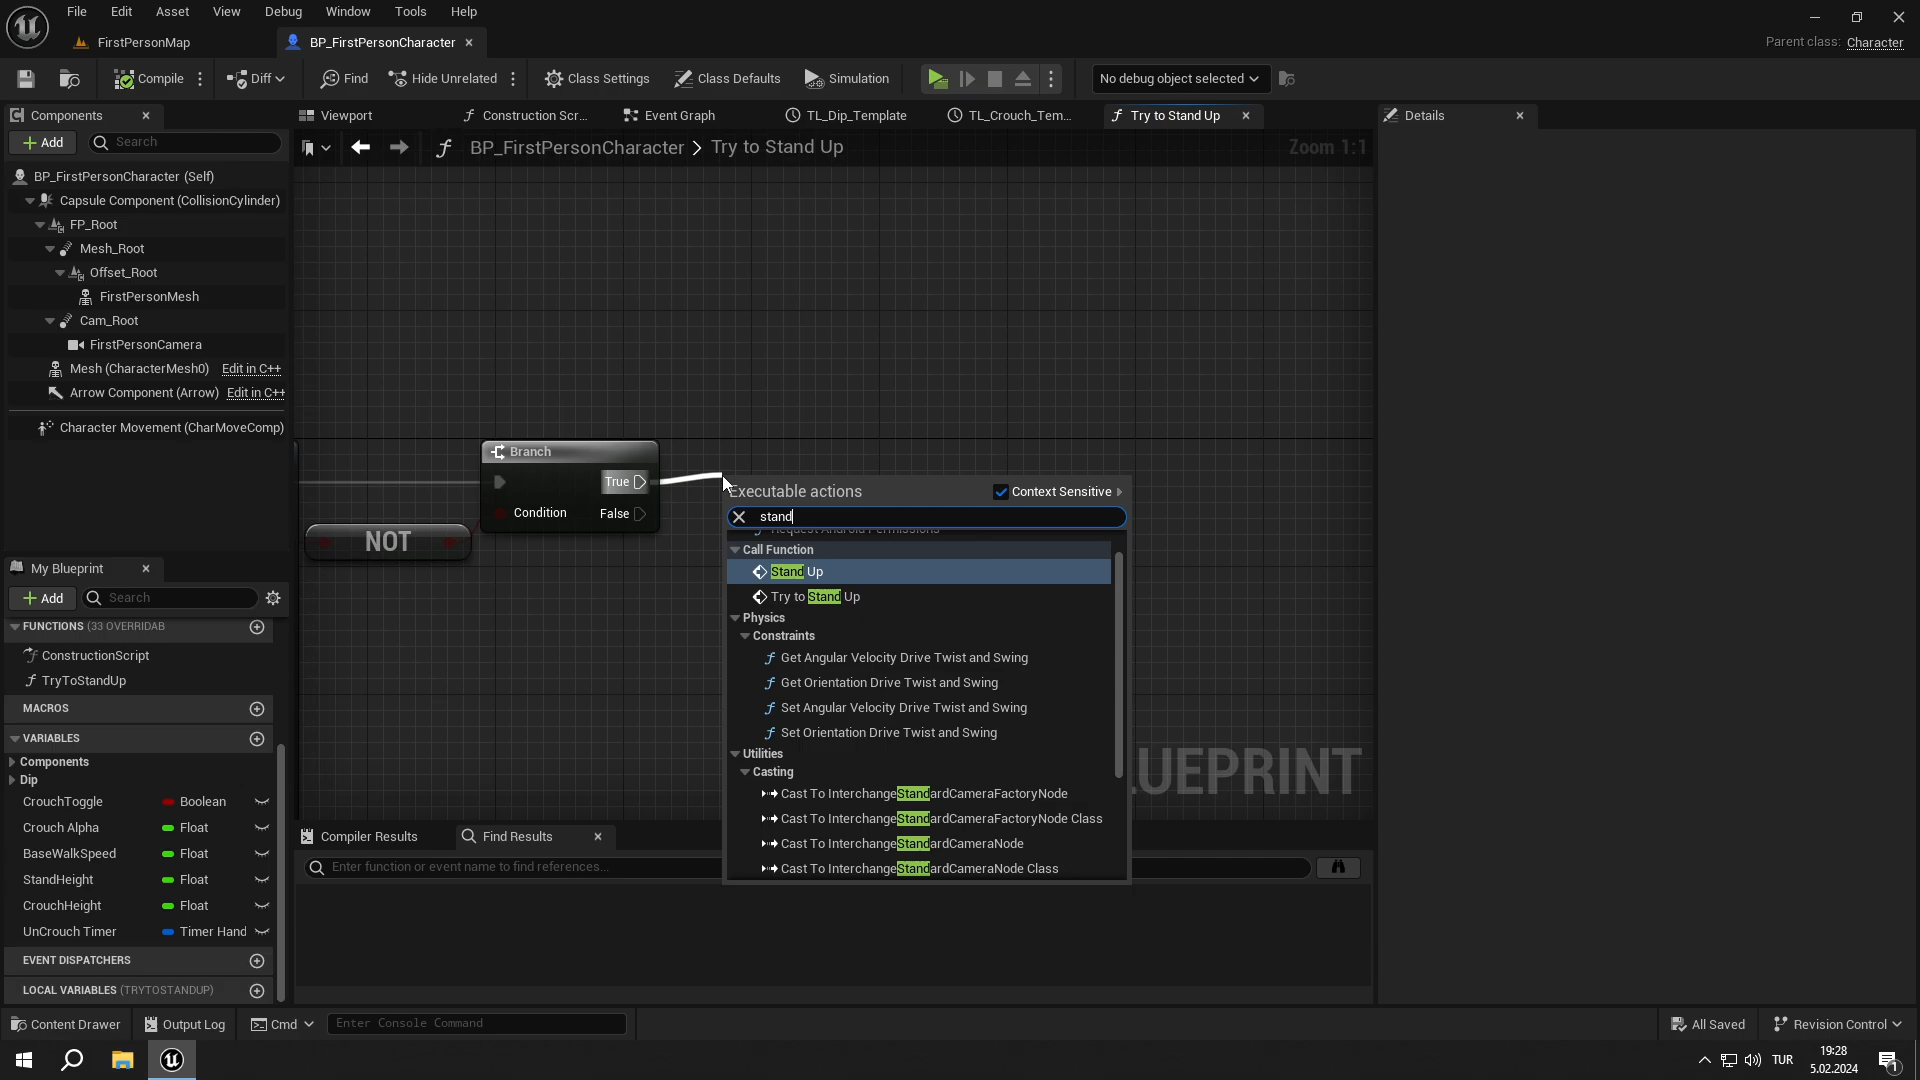 File Edit Asset View Debug Window Tools Help
FirstPersonMap
BP_FirstPersonCharacter
Parent class: Character
Compile
Diff
Find
Hide Unrelated
Class Settings
Class Defaults
Simulation
No debug object selected
Components
Viewport
Construction Scr...
Event Graph
TL_Dip_Template
TL_Crouch_Tem...
Try to Stand Up
Details
Add
Search
BP_FirstPersonCharacter > Try to Stand Up
Zoom 1:1
BP_FirstPersonCharacter (Self)
Capsule Component (CollisionCylinder)
FP_Root
Mesh_Root
Offset_Root
FirstPersonMesh
Cam_Root
FirstPersonCamera
Mesh (CharacterMesh0) Edit in C++
Arrow Component (Arrow) Edit in C++
Character Movement (CharMoveComp)
Branch
True
Condition
False
NOT
Executable actions
Context Sensitive
stand
Request Android Permissions
Call Function
Stand Up
Try to Stand Up
Physics
Constraints
Get Angular Velocity Drive Twist and Swing
Get Orientation Drive Twist and Swing
Set Angular Velocity Drive Twist and Swing
Set Orientation Drive Twist and Swing
Utilities
Casting
Cast To InterchangeStandardCameraFactoryNode
Cast To InterchangeStandardCameraFactoryNode Class
Cast To InterchangeStandardCameraNode
Cast To InterchangeStandardCameraNode Class
LUEPRINT
My Blueprint
Add
Search
FUNCTIONS (33 OVERRIDAB
ConstructionScript
TryToStandUp
MACROS
VARIABLES
Components
Dip
CrouchToggle Boolean
Crouch Alpha Float
BaseWalkSpeed Float
StandHeight Float
CrouchHeight Float
UnCrouch Timer Timer Hand
EVENT DISPATCHERS
LOCAL VARIABLES (TRYTOSTANDUP)
Compiler Results
Find Results
Enter function or event name to find references...
Content Drawer
Output Log
Cmd
Enter Console Command
All Saved
Revision Control
TUR
19:28
5.02.2024
1